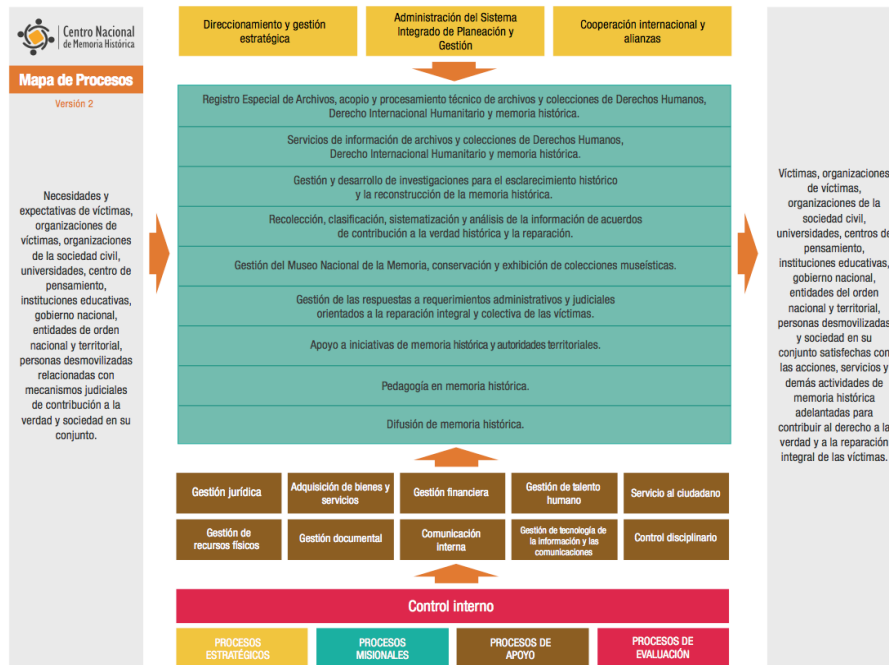 Centro Nacional
de Memoria Histórica
Mapa de Procesos
Versión 2
Necesidades y
expectativas de víctimas,
organizaciones de
víctimas, organizaciones
de la sociedad civil,
universidades, centro de
pensamiento,
instituciones educativas,
gobierno nacional,
entidades de orden
nacional y territorial,
personas desmovilizadas
relacionadas con
mecanismos judiciales
de contribución a la
verdad y sociedad en su
conjunto.
Direccionamiento y gestión
estratégica
Administración del Sistema
Integrado de Planeación y
Gestión
Cooperación internacional y
alianzas
Registro Especial de Archivos, acopio y procesamiento técnico de archivos y colecciones de Derechos Humanos,
Derecho Internacional Humanitario y memoria histórica.
Servicios de información de archivos y colecciones de Derechos Humanos,
Derecho Internacional Humanitario y memoria histórica.
Gestión y desarrollo de investigaciones para el esclarecimiento histórico
y la reconstrucción de la memoria histórica.
Recolección, clasificación, sistematización y análisis de la información de acuerdos
de contribución a la verdad histórica y la reparación.
Gestión del Museo Nacional de la Memoria, conservación y exhibición de colecciones museísticas.
Gestión de las respuestas a requerimientos administrativos y judiciales
orientados a la reparación integral y colectiva de las víctimas.
Apoyo a iniciativas de memoria histórica y autoridades territoriales.
Pedagogía en memoria histórica.
Difusión de memoria histórica.
Gestión jurídica
Adquisición de bienes y
servicios
Gestión financiera
Gestión de talento
humano
Servicio al ciudadano
Gestión de
recursos físicos
Gestión documental
Comunicación
interna
Gestión de tecnología de
la información y las
comunicaciones
Control disciplinario
Control interno
PROCESOS
ESTRATÉGICOS
PROCESOS
MISIONALES
PROCESOS DE
APOYO
PROCESOS DE
EVALUACIÓN
Víctimas, organizaciones
de víctimas,
organizaciones de la
sociedad civil,
universidades, centros de
pensamiento,
instituciones educativas,
gobierno nacional,
entidades del orden
nacional y territorial,
personas desmovilizadas
y sociedad en su
conjunto satisfechas con
las acciones, servicios y
demás actividades de
memoria histórica
adelantadas para
contribuir al derecho a la
verdad y a la reparación
integral de las víctimas.